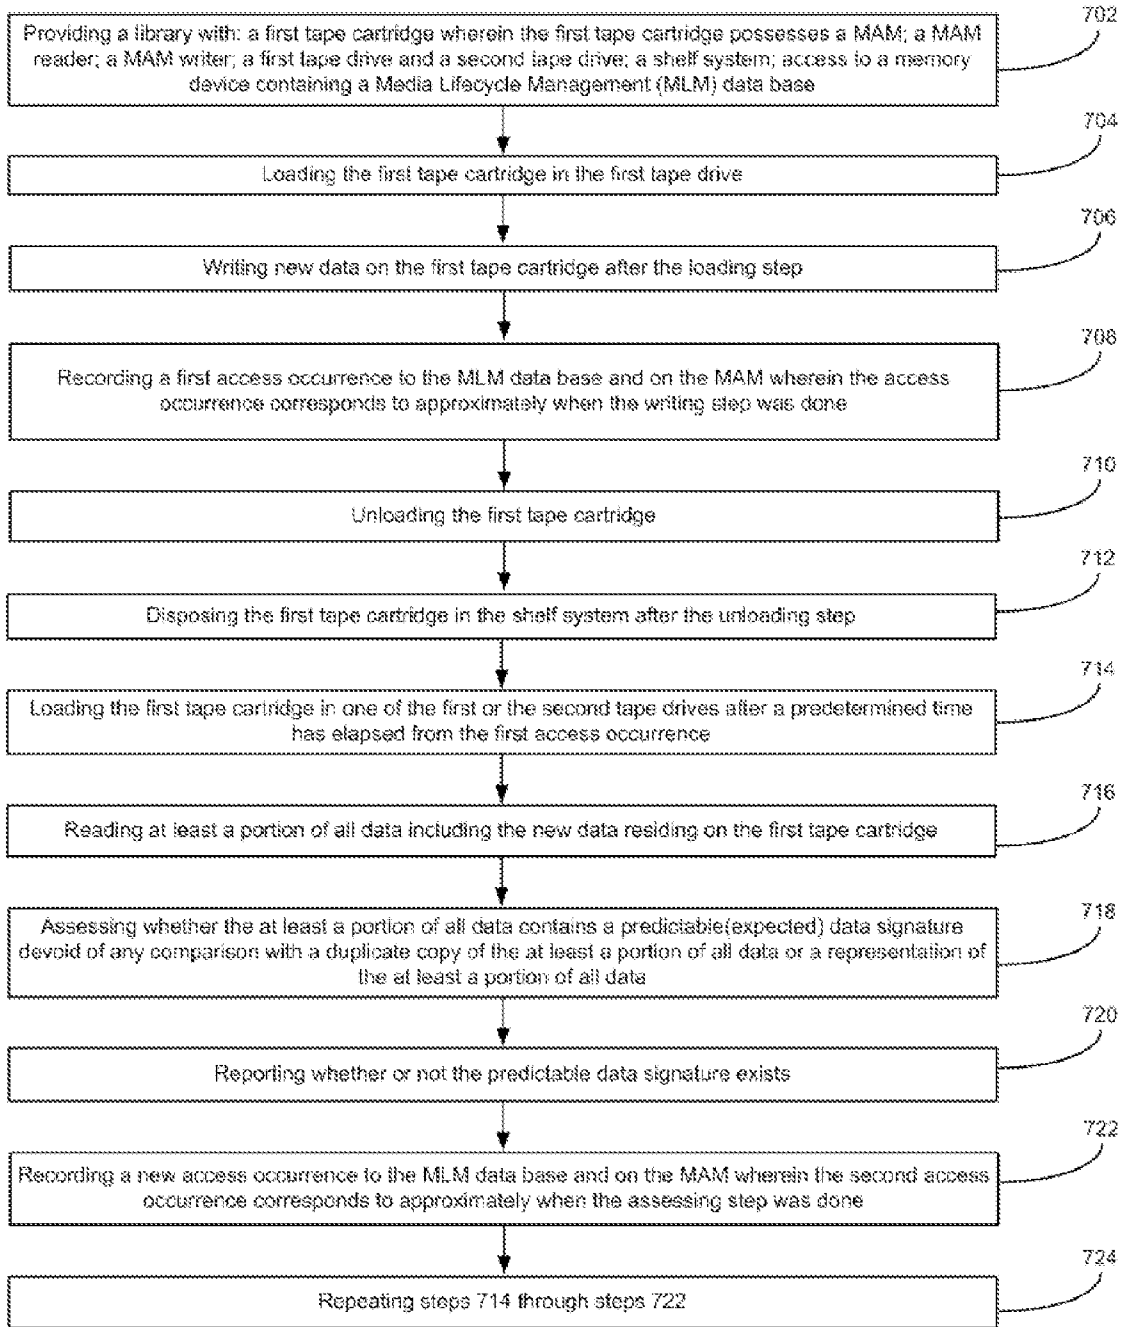 702
Providing a library with: a first tape cartridge wherein the first tape cartridge possesses a MAM; a MAM
reader; a MAM writer; a first tape drive and a second tape drive; a shelf system; access to a memory
device containing a Media Lifecycle Management (MLM) data base
704
Loading the first tape cartridge in the first tape drive
706
Writing new data on the first tape cartridge after the loading step
708
Recording a first access occurrence to the MLM data base and on the MAM wherein the access
occurrence corresponds to approximately when the writing step was done
710
Unloading the first tape cartridge
712
Disposing the first tape cartridge in the shelf system after the unloading step
714
Loading the first tape cartridge in one of the first or the second tape drives after a predetermined time
has elapsed from the first access occurrence
716
Reading at least a portion of all data including the new data residing on the first tape cartridge
718
Assessing whether the at least a portion of all data contains a predictable(expected) data signature
devoid of any comparison with a duplicate copy of the at least a portion of all data or a representation of
the at least a portion of all data
720
Reporting whether or not the predictable data signature exists
722
Recording a new access occurrence to the MLM data base and on the MAM wherein the second access
occurrence corresponds to approximately when the assessing step was done
724
Repeating steps 714 through steps 722